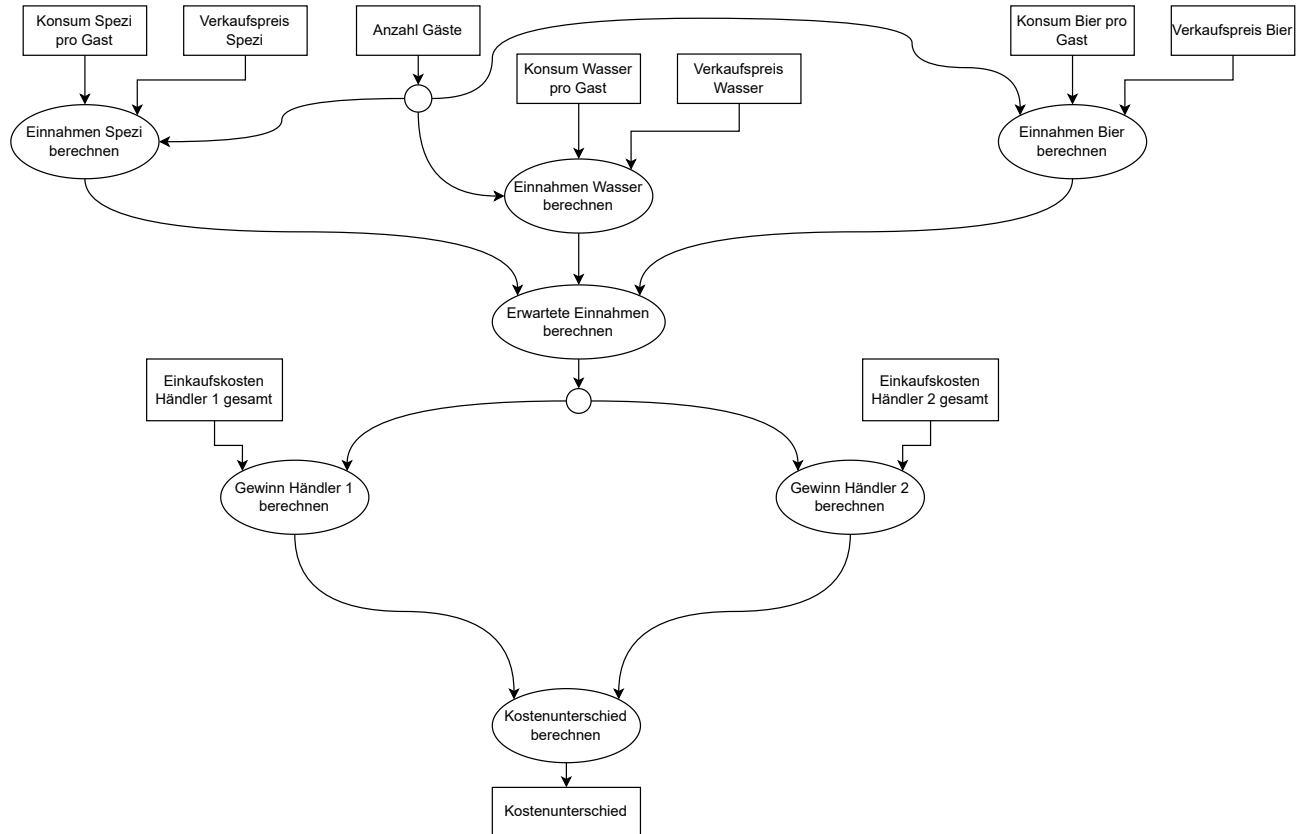 Konsum Spezi
pro Gast
Verkaufspreis
Spezi
Anzahl Gäste
Konsum Bier pro
Gast
Verkaufspreis Bier
Konsum Wasser
pro Gast
Verkaufspreis
Wasser
Einnahmen Spezi
berechnen
Einnahmen Bier
berechnen
Einnahmen Wasser
berechnen
Erwartete Einnahmen
berechnen
Einkaufskosten
Händler 1 gesamt
Einkaufskosten
Händler 2 gesamt
Gewinn Händler 1
berechnen
Gewinn Händler 2
berechnen
Kostenunterschied
berechnen
Kostenunterschied